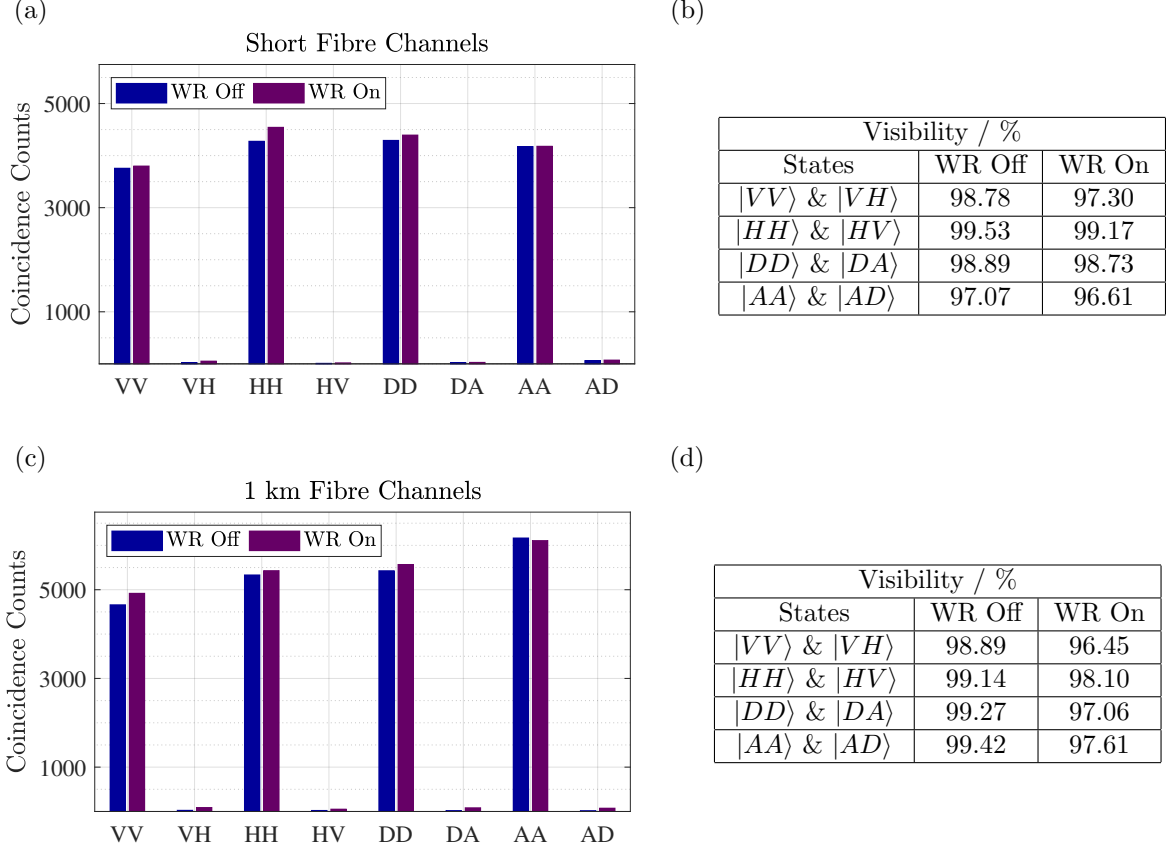 (a)
Short Fibre Channels
WR Off WR On
Coincidence Counts
5000
3000
1000
VV VH HH HV DD DA AA AD
(b)
Visibility / %
States WR Off WR On
|VV⟩ & |VH⟩ 98.78 97.30
|HH⟩ & |HV⟩ 99.53 99.17
|DD⟩ & |DA⟩ 98.89 98.73
|AA⟩ & |AD⟩ 97.07 96.61
(c)
1 km Fibre Channels
WR Off WR On
Coincidence Counts
5000
3000
1000
VV VH HH HV DD DA AA AD
(d)
Visibility / %
States WR Off WR On
|VV⟩ & |VH⟩ 98.89 96.45
|HH⟩ & |HV⟩ 99.14 98.10
|DD⟩ & |DA⟩ 99.27 97.06
|AA⟩ & |AD⟩ 99.42 97.61